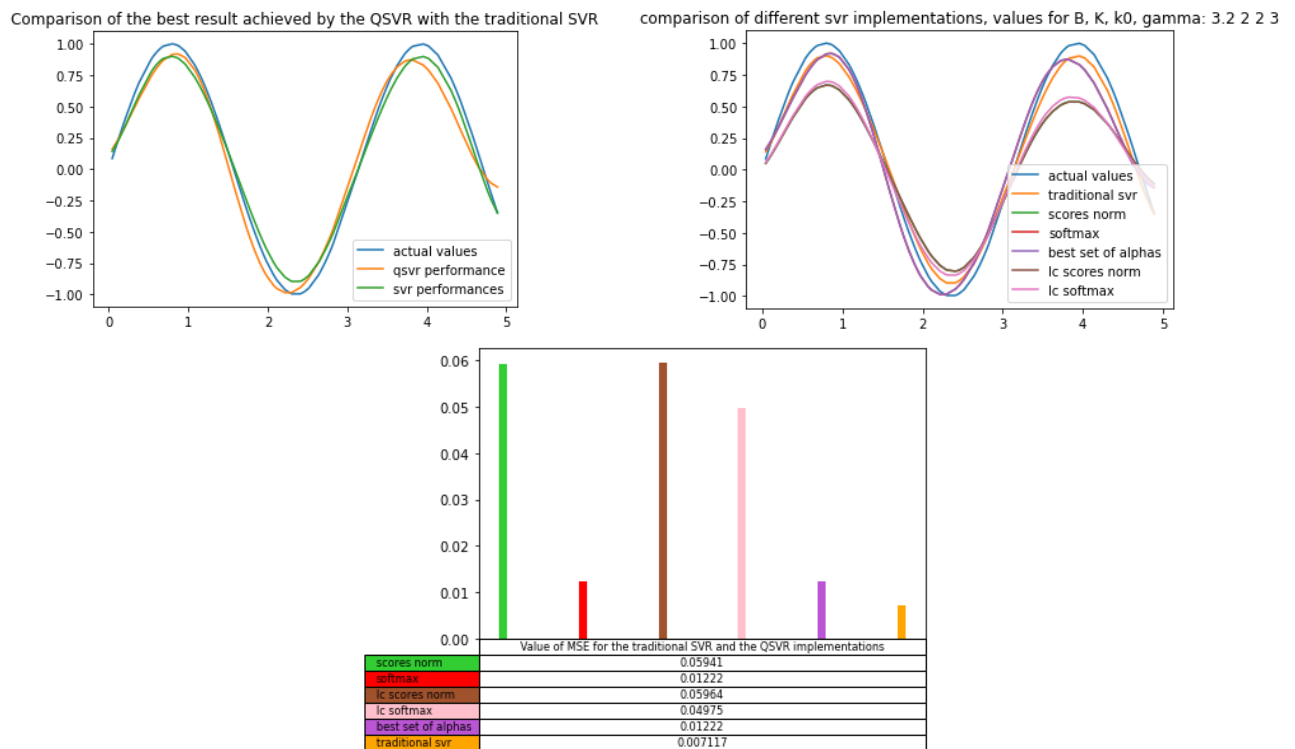 Comparison of the best result achieved by the QSVR with the traditional SVR
1.00
0.75
0.50
0.25
0.00
−0.25
−0.50
−0.75
−1.00
0 1 2 3 4 5
actual values
qsvr performance
svr performances
comparison of different svr implementations, values for B, K, k0, gamma: 3.2 2 2 3
1.00
0.75
0.50
0.25
0.00
−0.25
−0.50
−0.75
−1.00
0 1 2 3 4 5
actual values
traditional svr
scores norm
softmax
best set of alphas
lc scores norm
lc softmax
0.06
0.05
0.04
0.03
0.02
0.01
0.00
Value of MSE for the traditional SVR and the QSVR implementations
scores norm 0.05941
softmax 0.01222
lc scores norm 0.05964
lc softmax 0.04975
best set of alphas 0.01222
traditional svr 0.007117